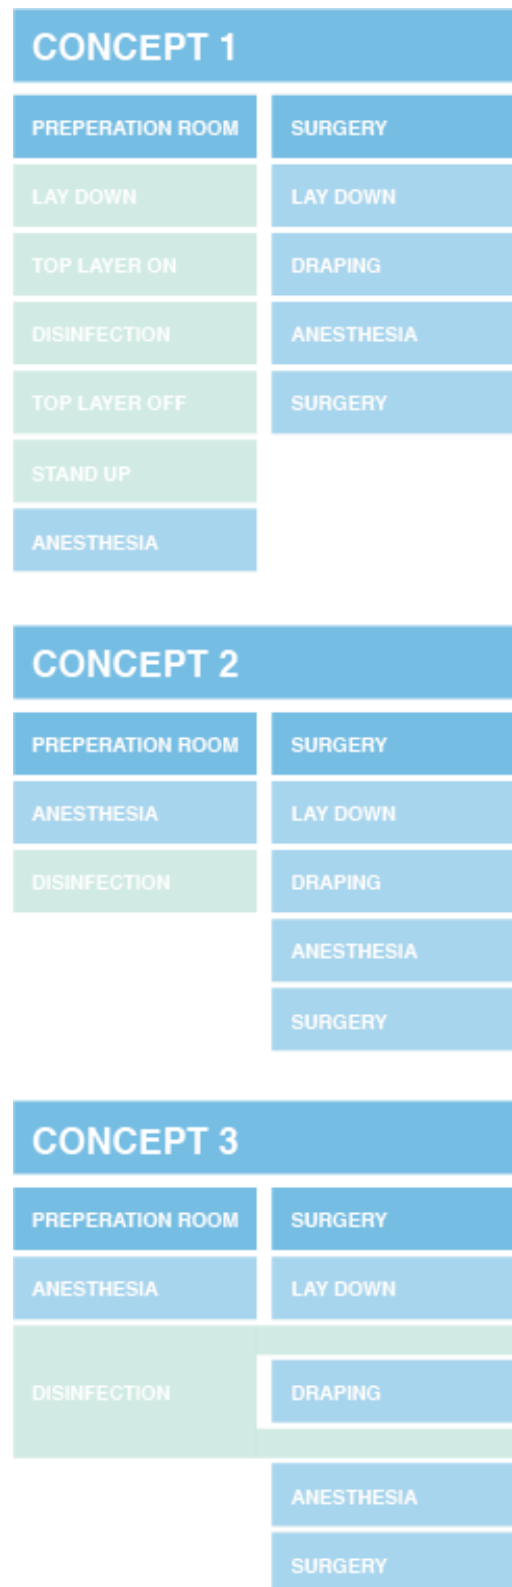 CONCEPT 1
PREPERATION ROOM
SURGERY
LAY DOWN
LAY DOWN
TOP LAYER ON
DRAPING
DISINFECTION
ANESTHESIA
TOP LAYER OFF
SURGERY
STAND UP
ANESTHESIA
CONCEPT 2
PREPERATION ROOM
SURGERY
ANESTHESIA
LAY DOWN
DISINFECTION
DRAPING
ANESTHESIA
SURGERY
CONCEPT 3
PREPERATION ROOM
SURGERY
ANESTHESIA
LAY DOWN
DISINFECTION
DRAPING
ANESTHESIA
SURGERY